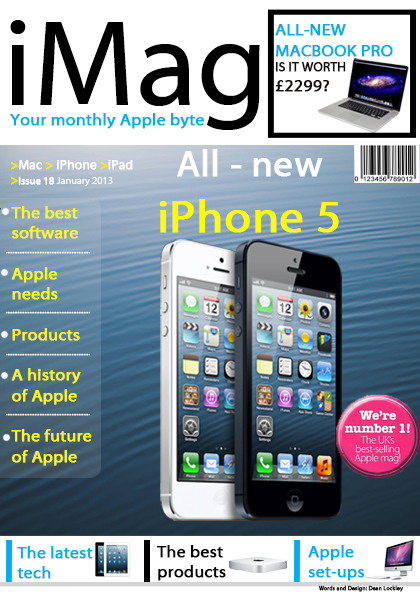 iMag
Your monthly Apple byte
ALL-NEW
MACBOOK PRO
IS IT WORTH
£2299?
>Mac > iPhone >iPad
>Issue 18 January 2013
All - new
iPhone 5
0 123456 789012
The best
software
Apple
needs
Products
A history
of Apple
The future
of Apple
We're
number 1!
The UK's
best-selling
Apple mag!
The latest
tech
The best
products
Apple
set-ups
Words and Design: Dean Lockley